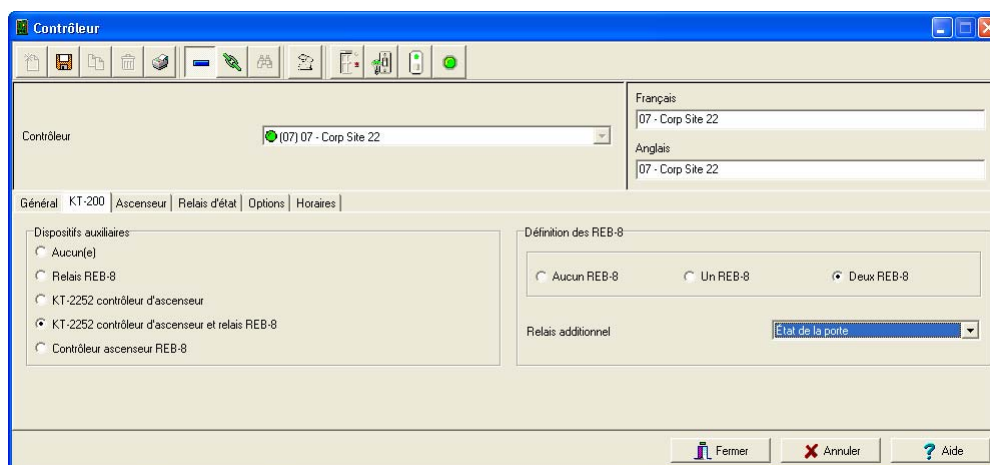 Contrôleur
Contrôleur
(07) 07 - Corp Site 22
Français
07 - Corp Site 22
Anglais
07 - Corp Site 22
Général KT-200 Ascenseur Relais d'état Options Horaires
Dispositifs auxiliaires
Aucun(e)
Relais REB-8
KT-2252 contrôleur d'ascenseur
KT-2252 contrôleur d'ascenseur et relais REB-8
Contrôleur ascenseur REB-8
Définition des REB-8
Aucun REB-8 Un REB-8 Deux REB-8
Relais additionnel
État de la porte
Fermer Annuler Aide